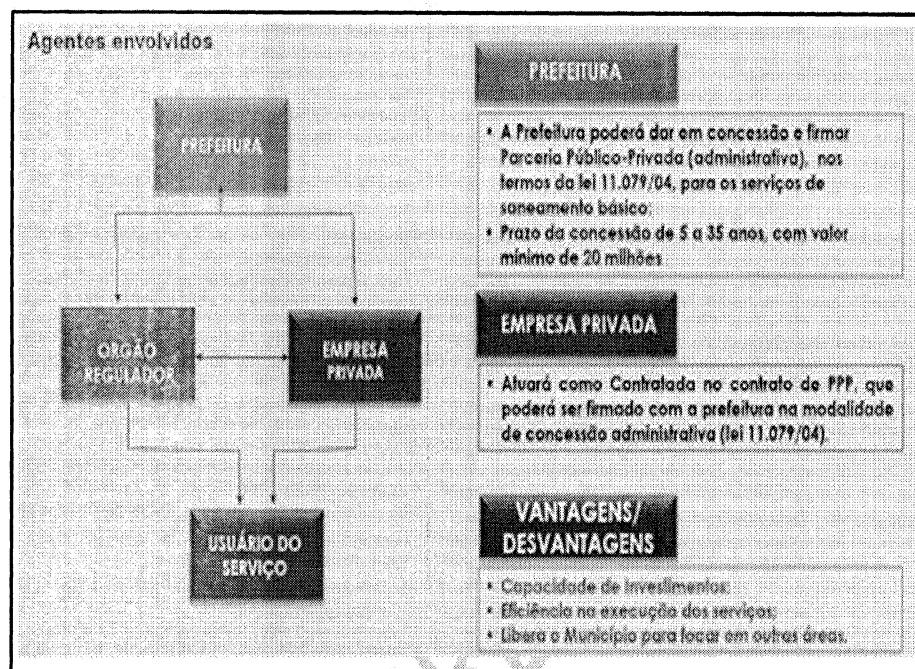 Agentes envolvidos
PREFEITURA
ORGÃO
REGULADOR
EMPRESA
PRIVADA
USUÁRIO DO
SERVIÇO
PREFEITURA
• A Prefeitura poderá dar em concessão e firmar
Parceria Público-Privada (administrativa), nos
termos da lei 11.079/04, para os serviços de
saneamento básico;
• Prazo da concessão de 5 a 35 anos, com valor
mínimo de 20 milhões
EMPRESA PRIVADA
• Atuará como Contratada no contrato de PPP, que
poderá ser firmado com a prefeitura na modalidade
de concessão administrativa (lei 11.079/04).
VANTAGENS/
DESVANTAGENS
• Capacidade de investimentos;
• Eficiência na execução dos serviços;
• Libera o Município para focar em outras áreas.